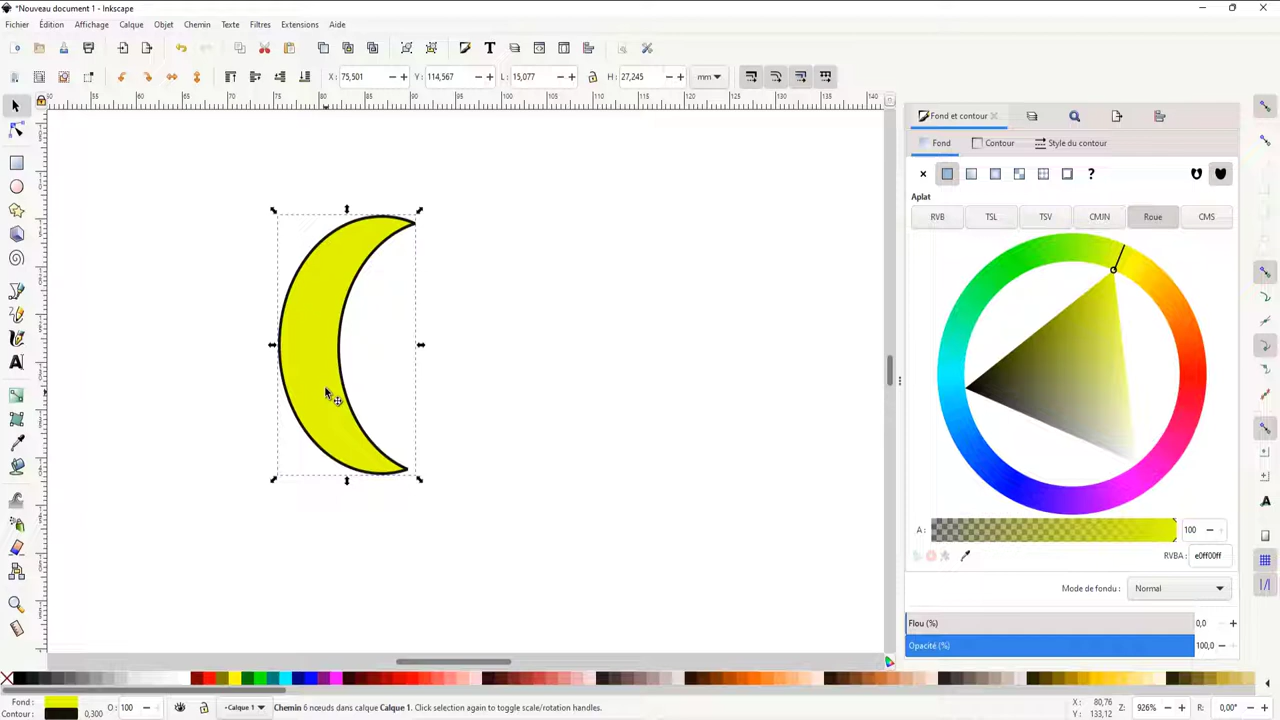 *Nouveau document 1 - Inkscape
Fichier Édition Affichage Calque Objet Chemin Texte Filtres Extensions Aide
X: 75,501 Y: 114,567 L: 15,077 H: 27,245 mm
Fond et contour
Fond Contour Style du contour
Aplat
RVB TSL TSV CMJN Roue CMS
A: 100
RVBA: e0ff00ff
Mode de fondu: Normal
Flou (%) 0,0
Opacité (%) 100,0
Fond: O: 100 Calque 1 Chemin 6 nœuds dans calque Calque 1. Click selection again to toggle scale/rotation handles. X: 80,76 Z: 926% R: 0,00°
Contour: 0,300 Y: 133,12